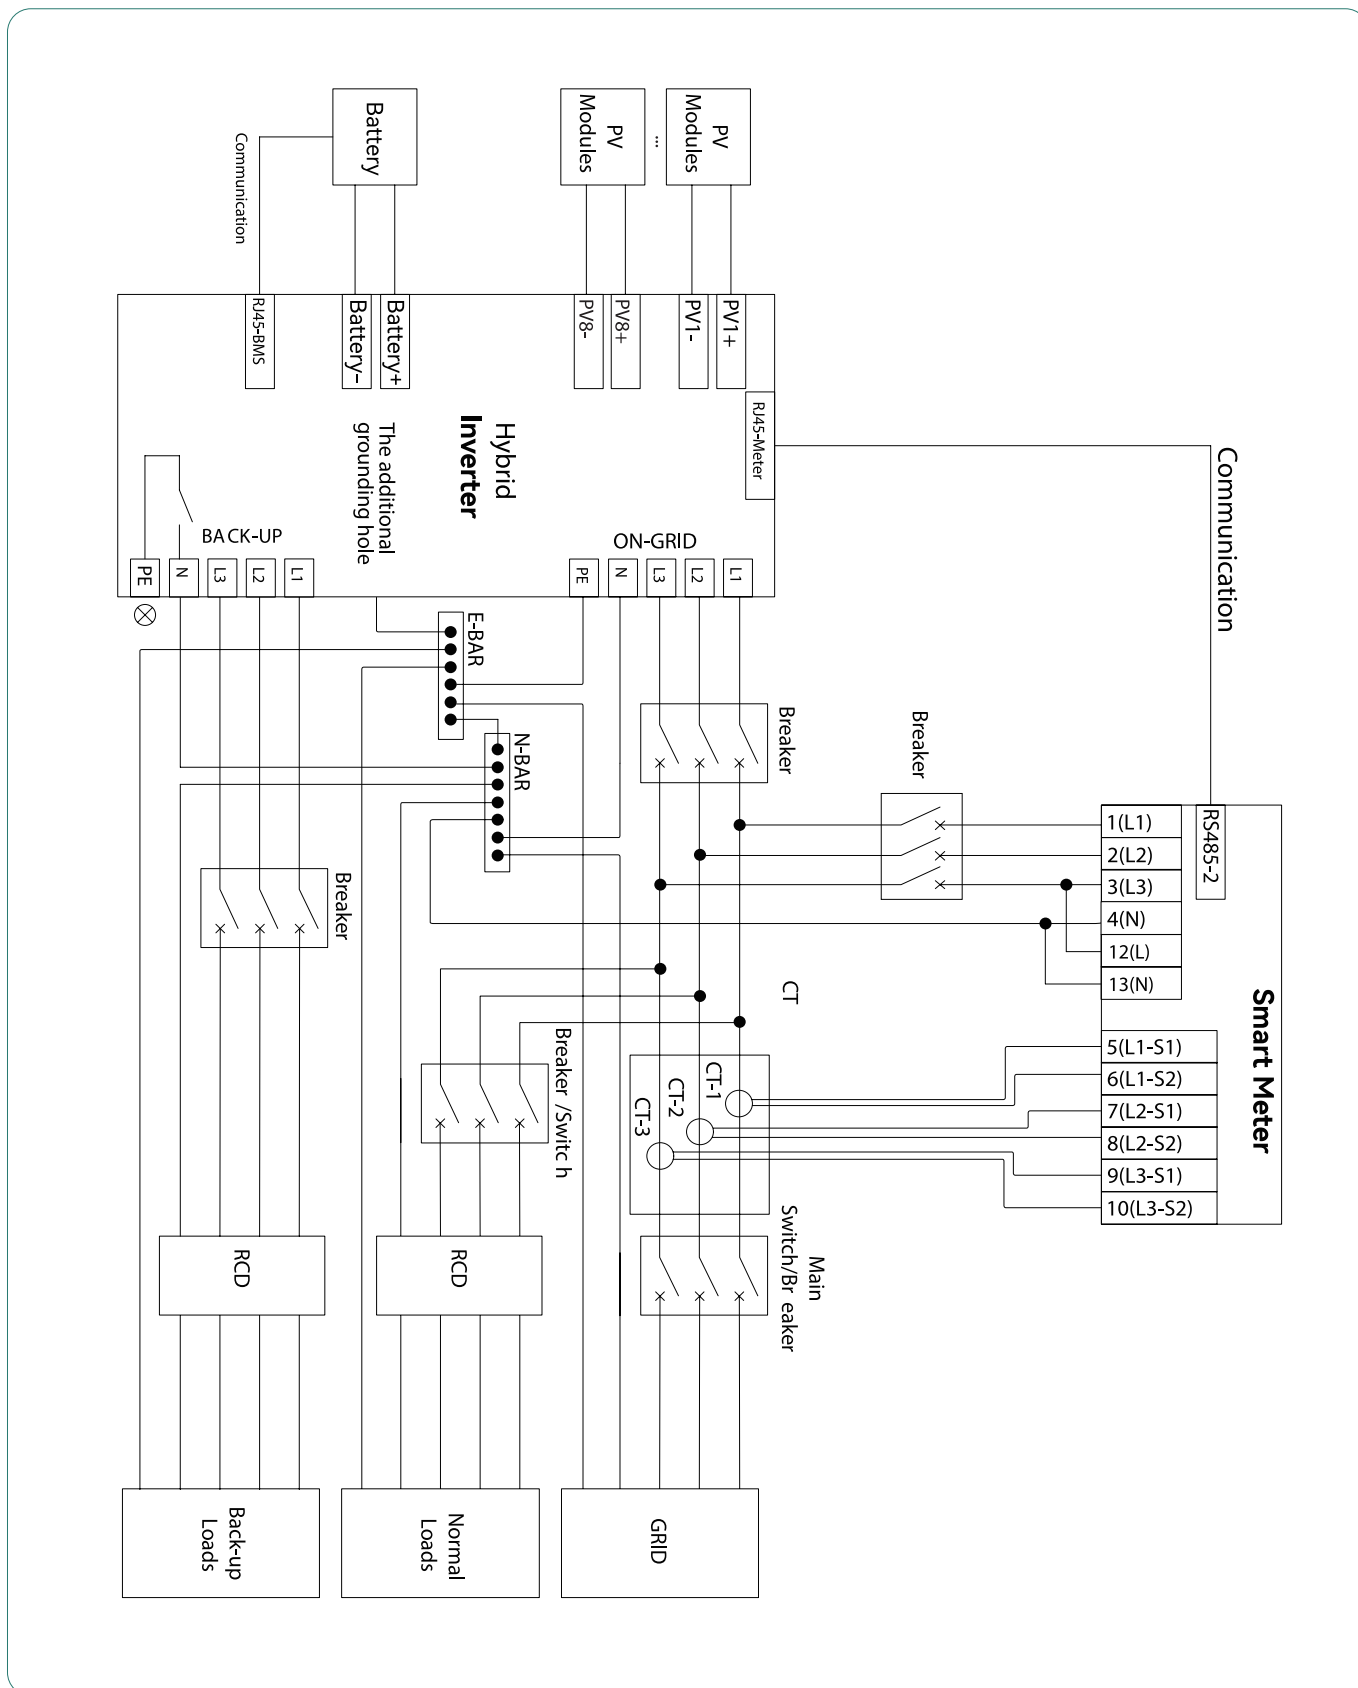 Battery
PV
Modules
...
PV
Modules
Communication
RJ45-BMS
Battery-
Battery+
PV8-
PV8+
PV1-
PV1+
RJ45-Meter
Hybrid
Inverter
The additional
grounding hole
Communication
BACK-UP
ON-GRID
PE
N
L3
L2
L1
PE
N
L3
L2
L1
E-BAR
N-BAR
Breaker
Breaker
Breaker
RS485-2
1(L1)
2(L2)
3(L3)
4(N)
12(L)
13(N)
Smart Meter
CT
5(L1-S1)
6(L1-S2)
7(L2-S1)
8(L2-S2)
9(L3-S1)
10(L3-S2)
Breaker /Switc h
CT-1
CT-2
CT-3
Main
Switch/Br eaker
RCD
RCD
Back-up
Loads
Normal
Loads
GRID